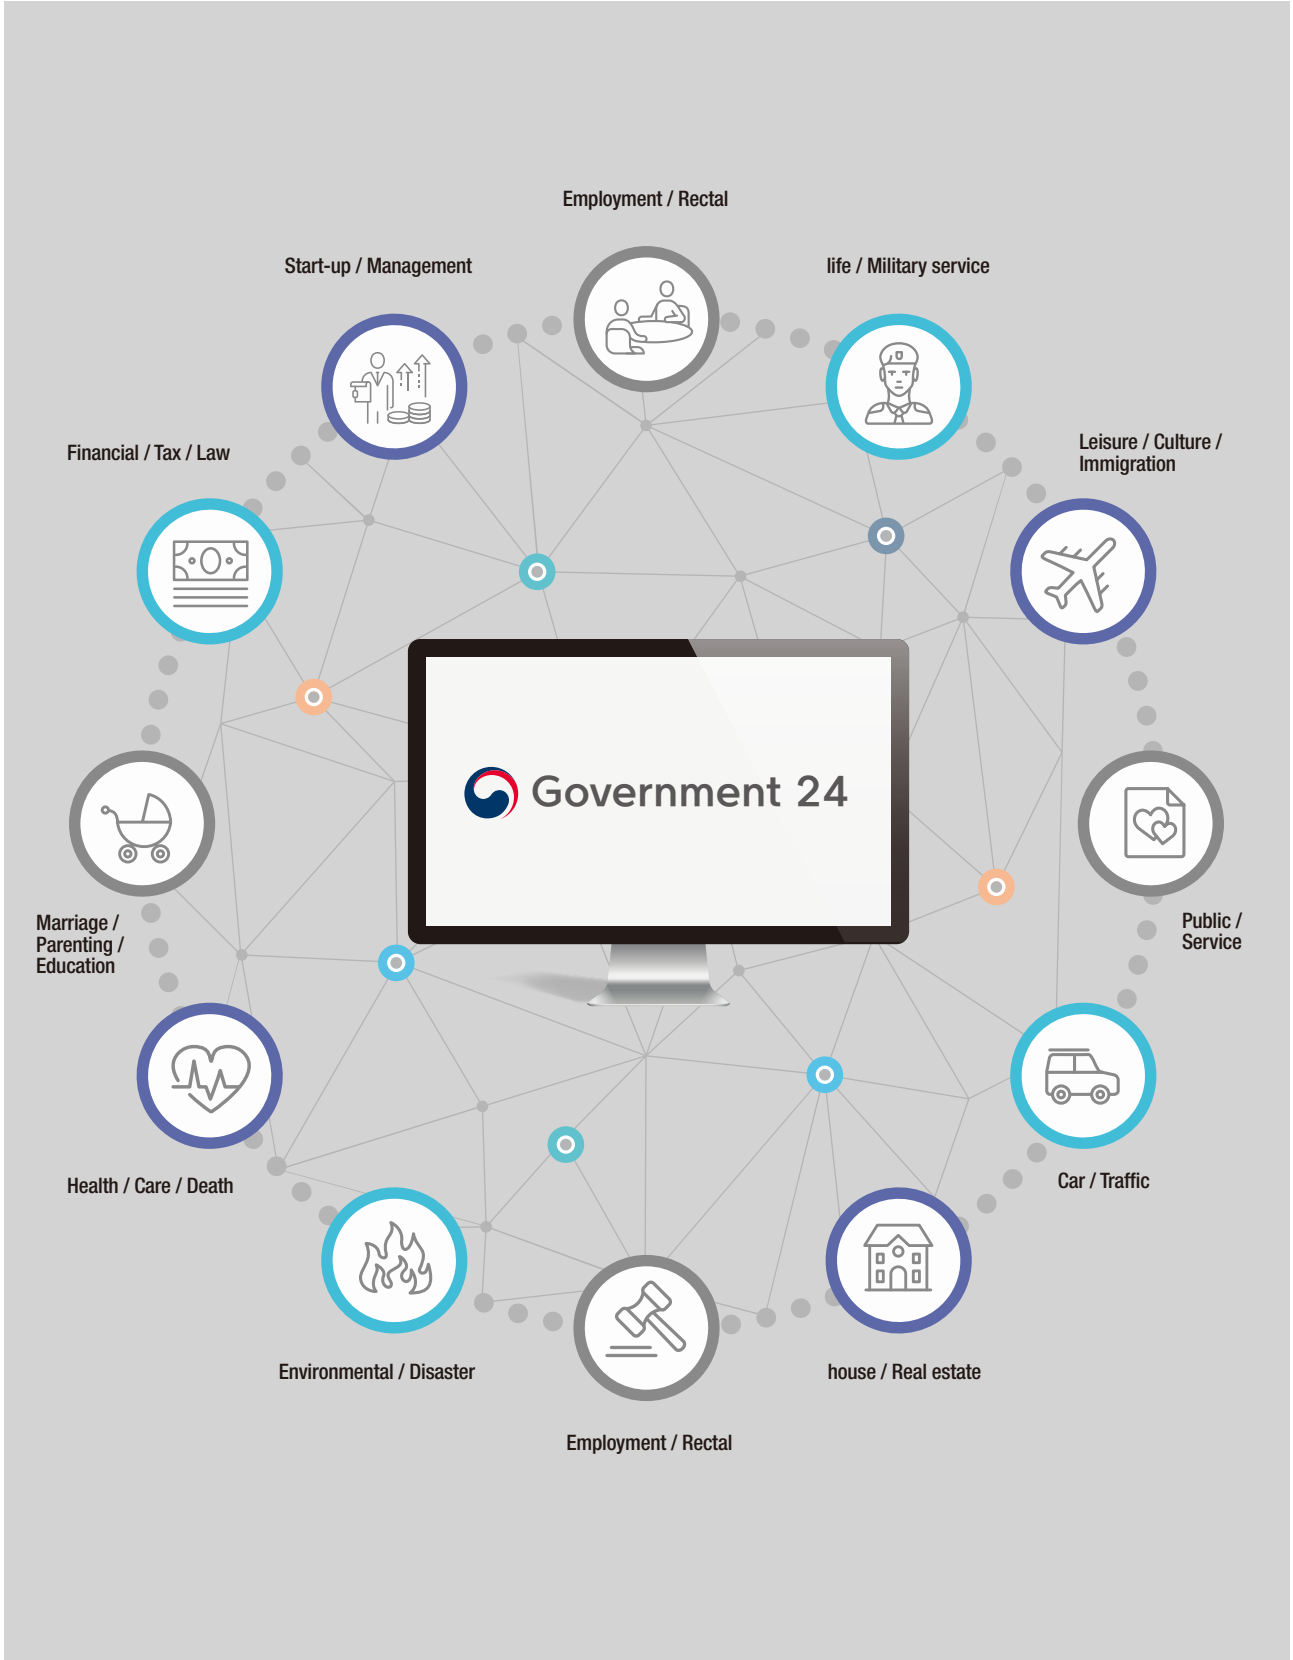 Employment / Rectal
Start-up / Management
life / Military service
Leisure / Culture /
Immigration
Financial / Tax / Law
Government 24
Marriage /
Parenting /
Education
Public /
Service
Health / Care / Death
Car / Traffic
Environmental / Disaster
house / Real estate
Employment / Rectal